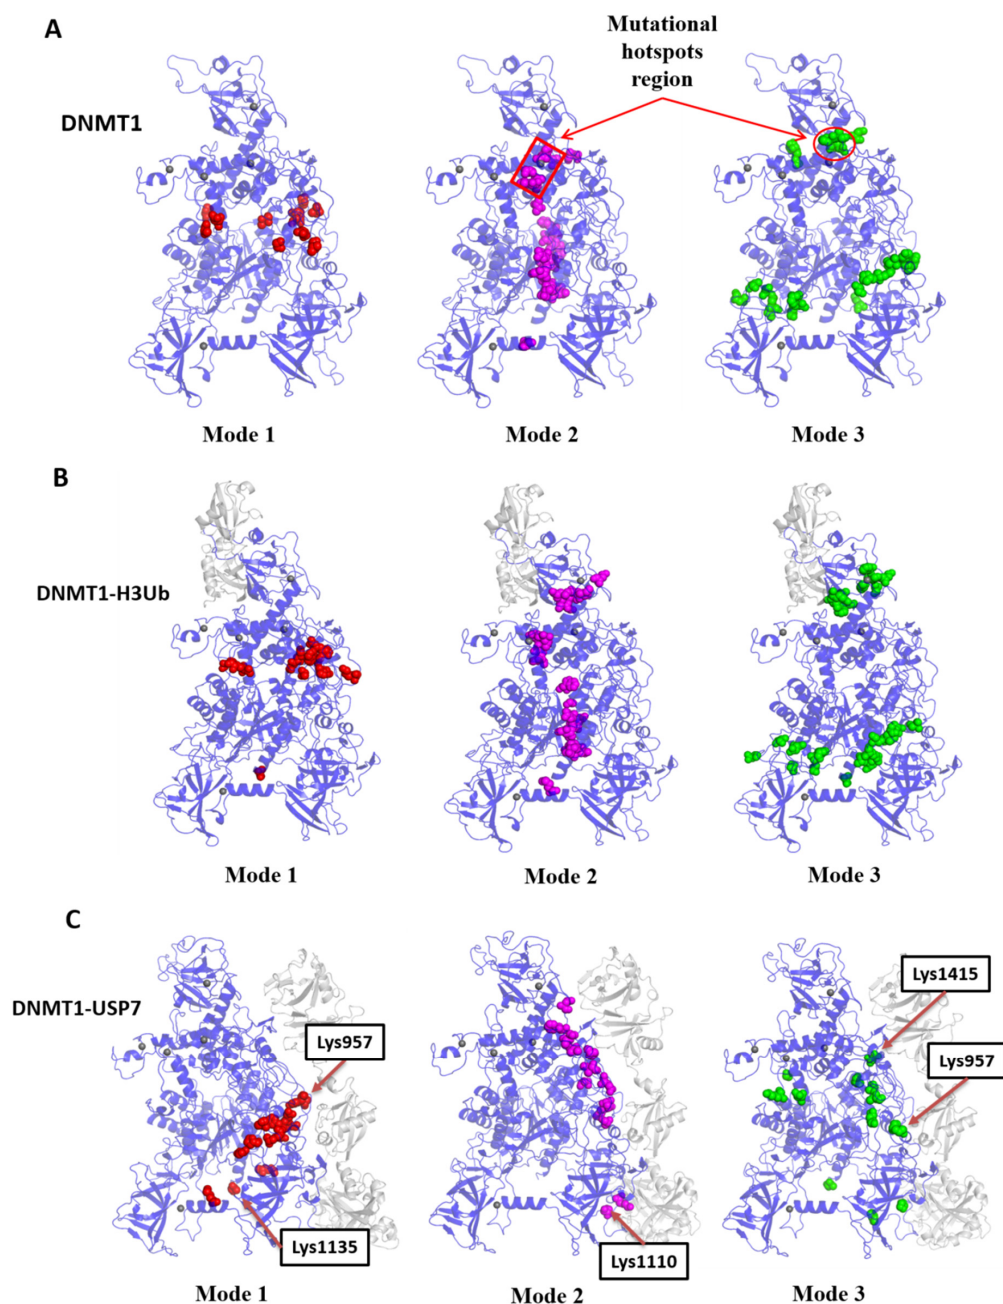 A
Mutational
hotspots
region
DNMT1
Mode 1
Mode 2
Mode 3
B
DNMT1-H3Ub
Mode 1
Mode 2
Mode 3
C
DNMT1-USP7
Lys957
Lys1135
Lys1110
Lys1415
Lys957
Mode 1
Mode 2
Mode 3